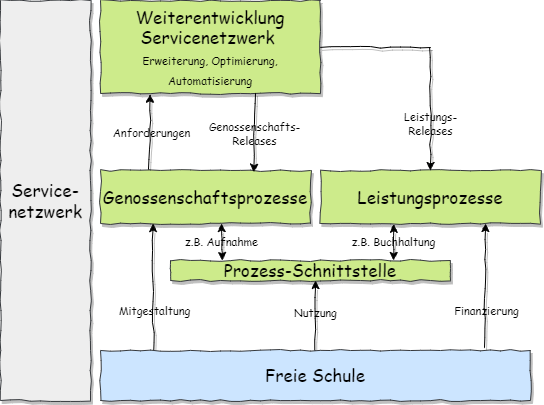 Weiterentwicklung
Servicenetzwerk
Erweiterung, Optimierung,
Automatisierung
Anforderungen
Genossenschafts-
Releases
Leistungs-
Releases
Service-
netzwerk
Genossenschaftsprozesse
Leistungsprozesse
z.B. Aufnahme
z.B. Buchhaltung
Prozess-Schnittstelle
Mitgestaltung
Nutzung
Finanzierung
Freie Schule